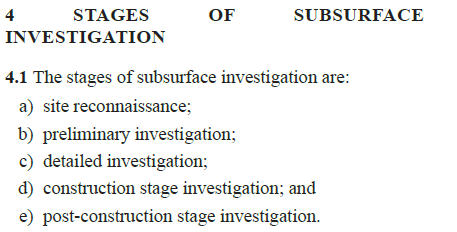 4 STAGES OF SUBSURFACE
INVESTIGATION
4.1 The stages of subsurface investigation are:
a) site reconnaissance;
b) preliminary investigation;
c) detailed investigation;
d) construction stage investigation; and
e) post-construction stage investigation.